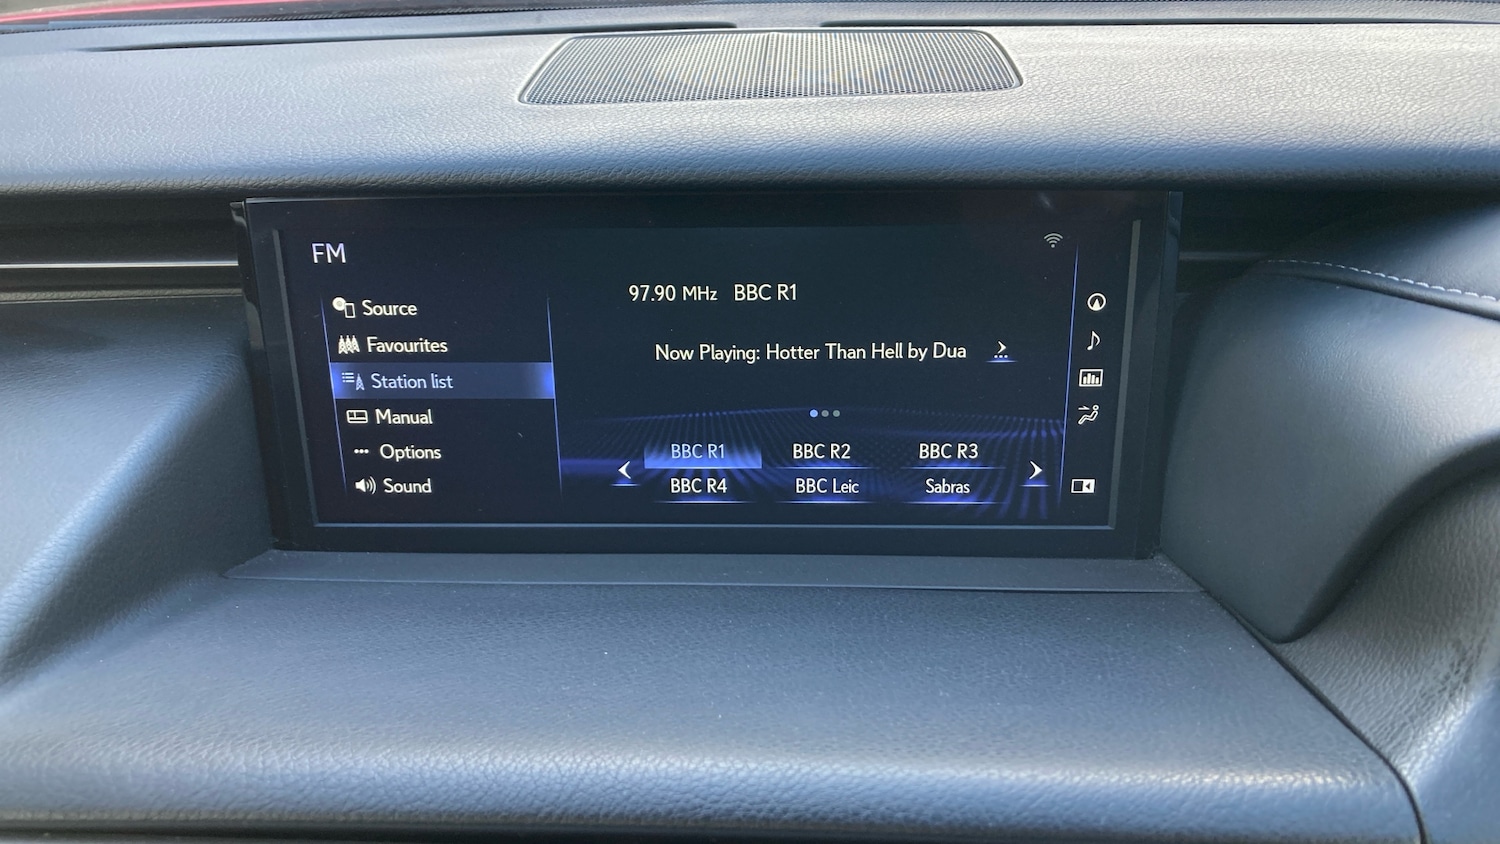 FM
Source
Favourites
Station list
Manual
Options
Sound
97.90 MHz BBC R1
Now Playing: Hotter Than Hell by Dua
BBC R1 BBC R2 BBC R3
BBC R4 BBC Leic Sabras